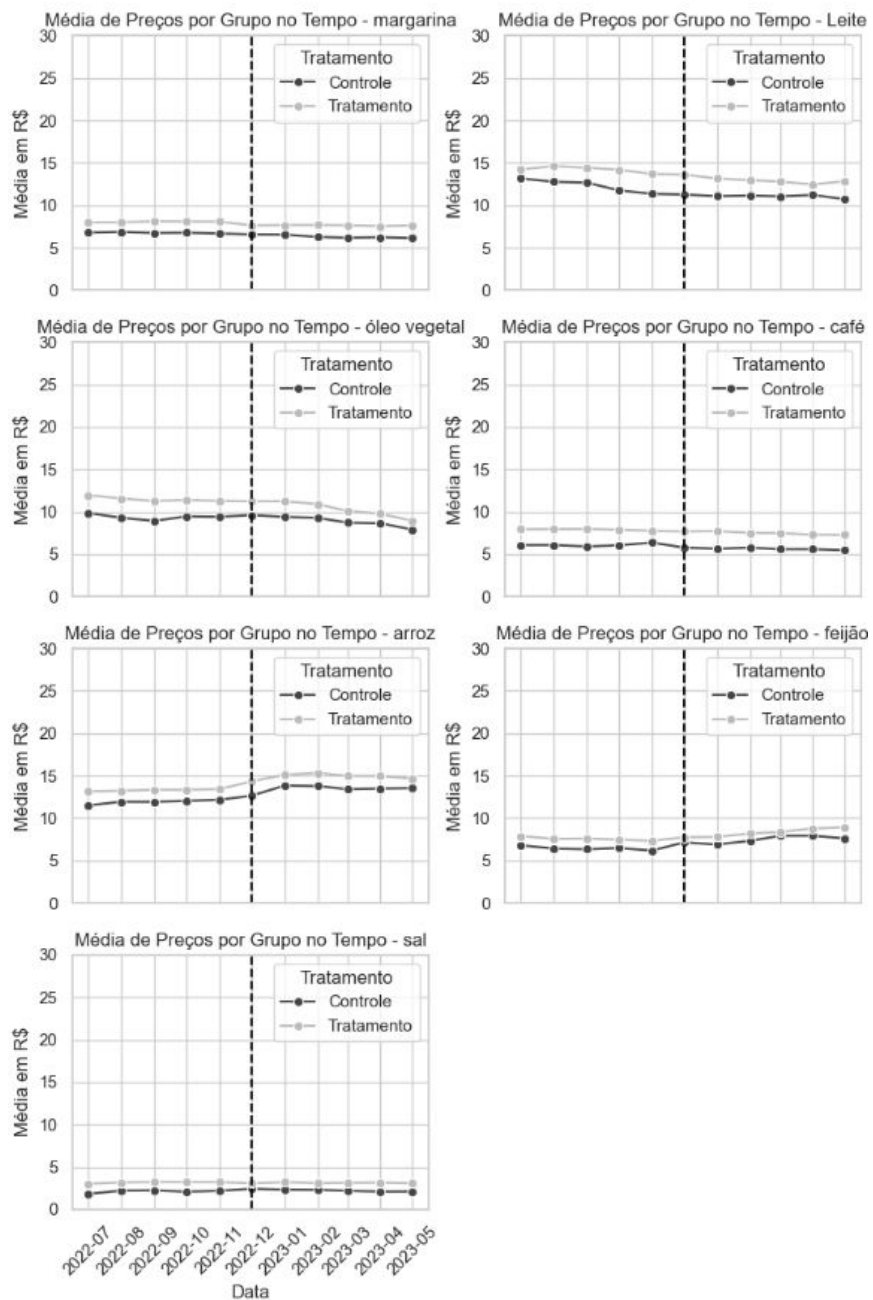 Média de Preços por Grupo no Tempo - margarina
30
25
20
15
10
5
0
Média em R$
Tratamento
Controle
Tratamento
Média de Preços por Grupo no Tempo - Leite
30
25
20
15
10
5
0
Média em R$
Tratamento
Controle
Tratamento
Média de Preços por Grupo no Tempo - óleo vegetal
30
25
20
15
10
5
0
Média em R$
Tratamento
Controle
Tratamento
Média de Preços por Grupo no Tempo - café
30
25
20
15
10
5
0
Média em R$
Tratamento
Controle
Tratamento
Média de Preços por Grupo no Tempo - arroz
30
25
20
15
10
5
0
Média em R$
Tratamento
Controle
Tratamento
Média de Preços por Grupo no Tempo - feijão
30
25
20
15
10
5
0
Média em R$
Tratamento
Controle
Tratamento
Média de Preços por Grupo no Tempo - sal
30
25
20
15
10
5
0
Média em R$
Tratamento
Controle
Tratamento
2022-07
2022-08
2022-09
2022-10
2022-11
2022-12
2023-01
2023-02
2023-03
2023-04
2023-05
Data